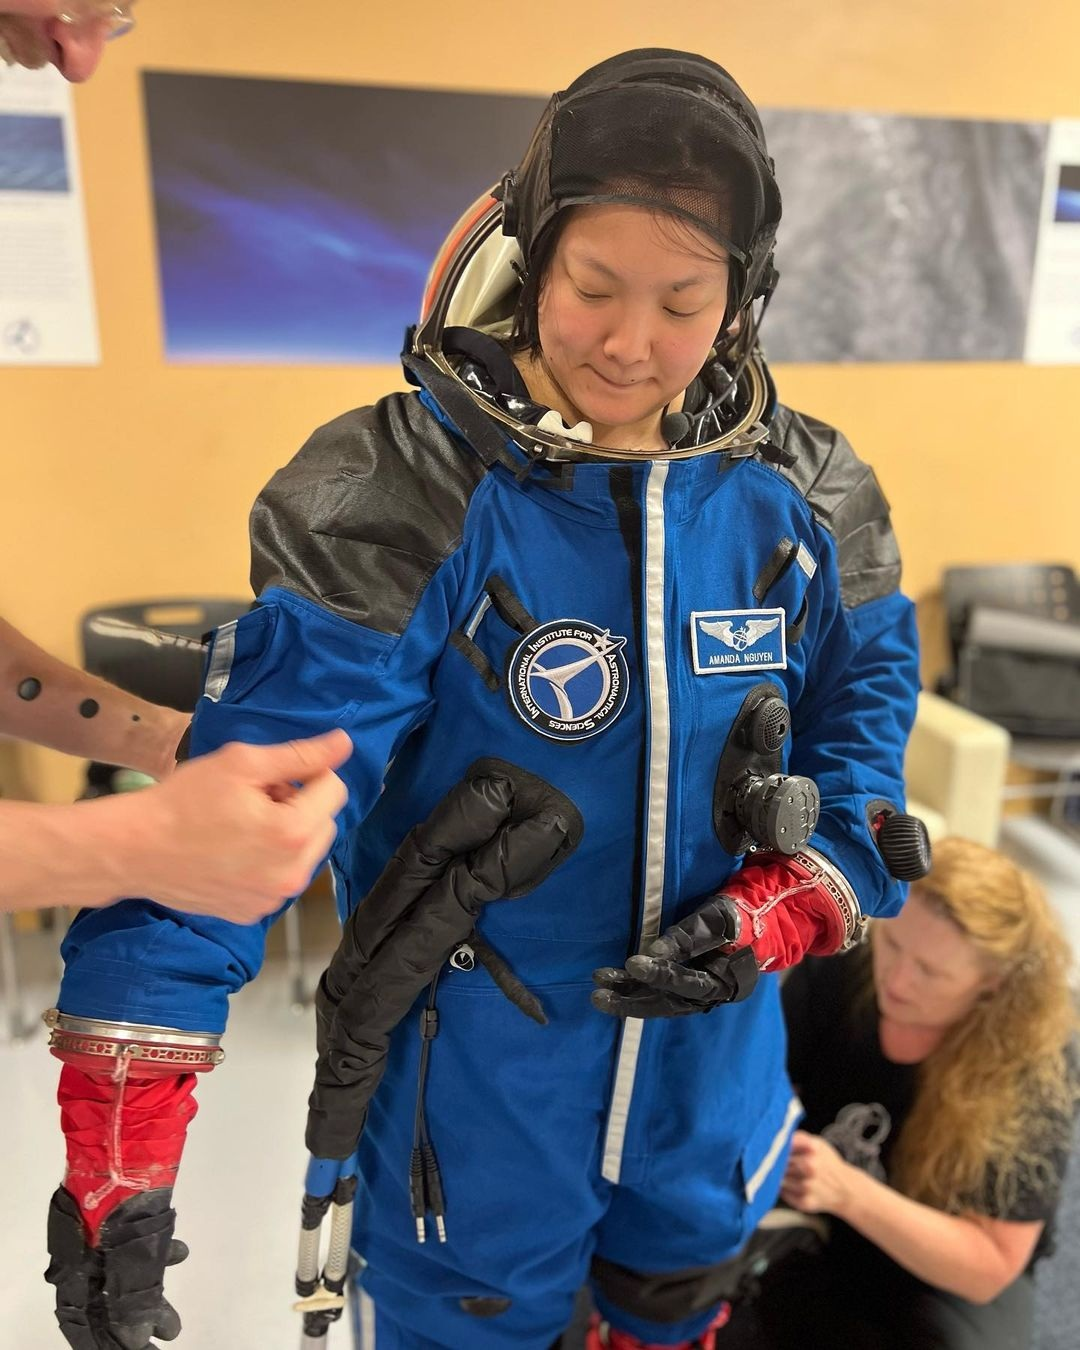 INTERNATIONAL INSTITUTE FOR ASTRONAUTICAL SCIENCES
AMANDA NGUYEN